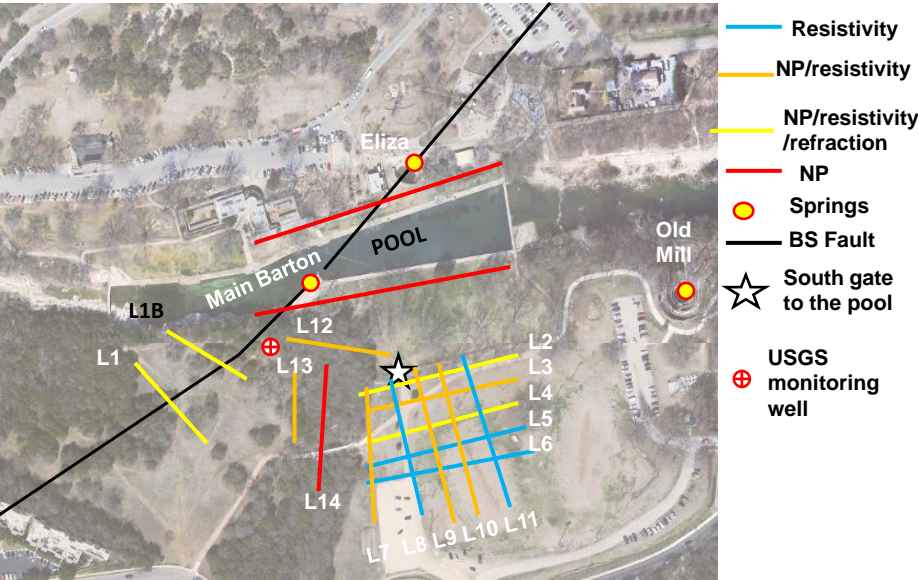 Eliza
POOL
Main Barton
Old
Mill
L1B
L12
L1
L13
L14
L2
L3
L4
L5
L6
L7
L8
L9
L10
L11
Resistivity
NP/resistivity
NP/resistivity
/refraction
NP
Springs
BS Fault
South gate
to the pool
USGS
monitoring
well